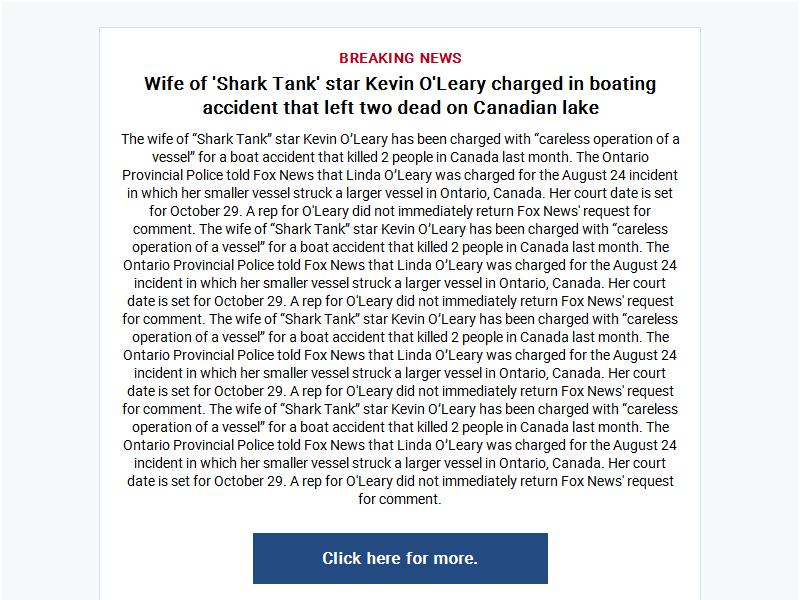 BREAKING NEWS
Wife of 'Shark Tank' star Kevin O'Leary charged in boating
accident that left two dead on Canadian lake
The wife of “Shark Tank” star Kevin O’Leary has been charged with “careless operation of a
vessel” for a boat accident that killed 2 people in Canada last month. The Ontario
Provincial Police told Fox News that Linda O’Leary was charged for the August 24 incident
in which her smaller vessel struck a larger vessel in Ontario, Canada. Her court date is set
for October 29. A rep for O'Leary did not immediately return Fox News' request for
comment. The wife of “Shark Tank” star Kevin O’Leary has been charged with “careless
operation of a vessel” for a boat accident that killed 2 people in Canada last month. The
Ontario Provincial Police told Fox News that Linda O’Leary was charged for the August 24
incident in which her smaller vessel struck a larger vessel in Ontario, Canada. Her court
date is set for October 29. A rep for O'Leary did not immediately return Fox News' request
for comment. The wife of “Shark Tank” star Kevin O’Leary has been charged with “careless
operation of a vessel” for a boat accident that killed 2 people in Canada last month. The
Ontario Provincial Police told Fox News that Linda O’Leary was charged for the August 24
incident in which her smaller vessel struck a larger vessel in Ontario, Canada. Her court
date is set for October 29. A rep for O'Leary did not immediately return Fox News' request
for comment. The wife of “Shark Tank” star Kevin O’Leary has been charged with “careless
operation of a vessel” for a boat accident that killed 2 people in Canada last month. The
Ontario Provincial Police told Fox News that Linda O’Leary was charged for the August 24
incident in which her smaller vessel struck a larger vessel in Ontario, Canada. Her court
date is set for October 29. A rep for O'Leary did not immediately return Fox News' request
for comment.
Click here for more.